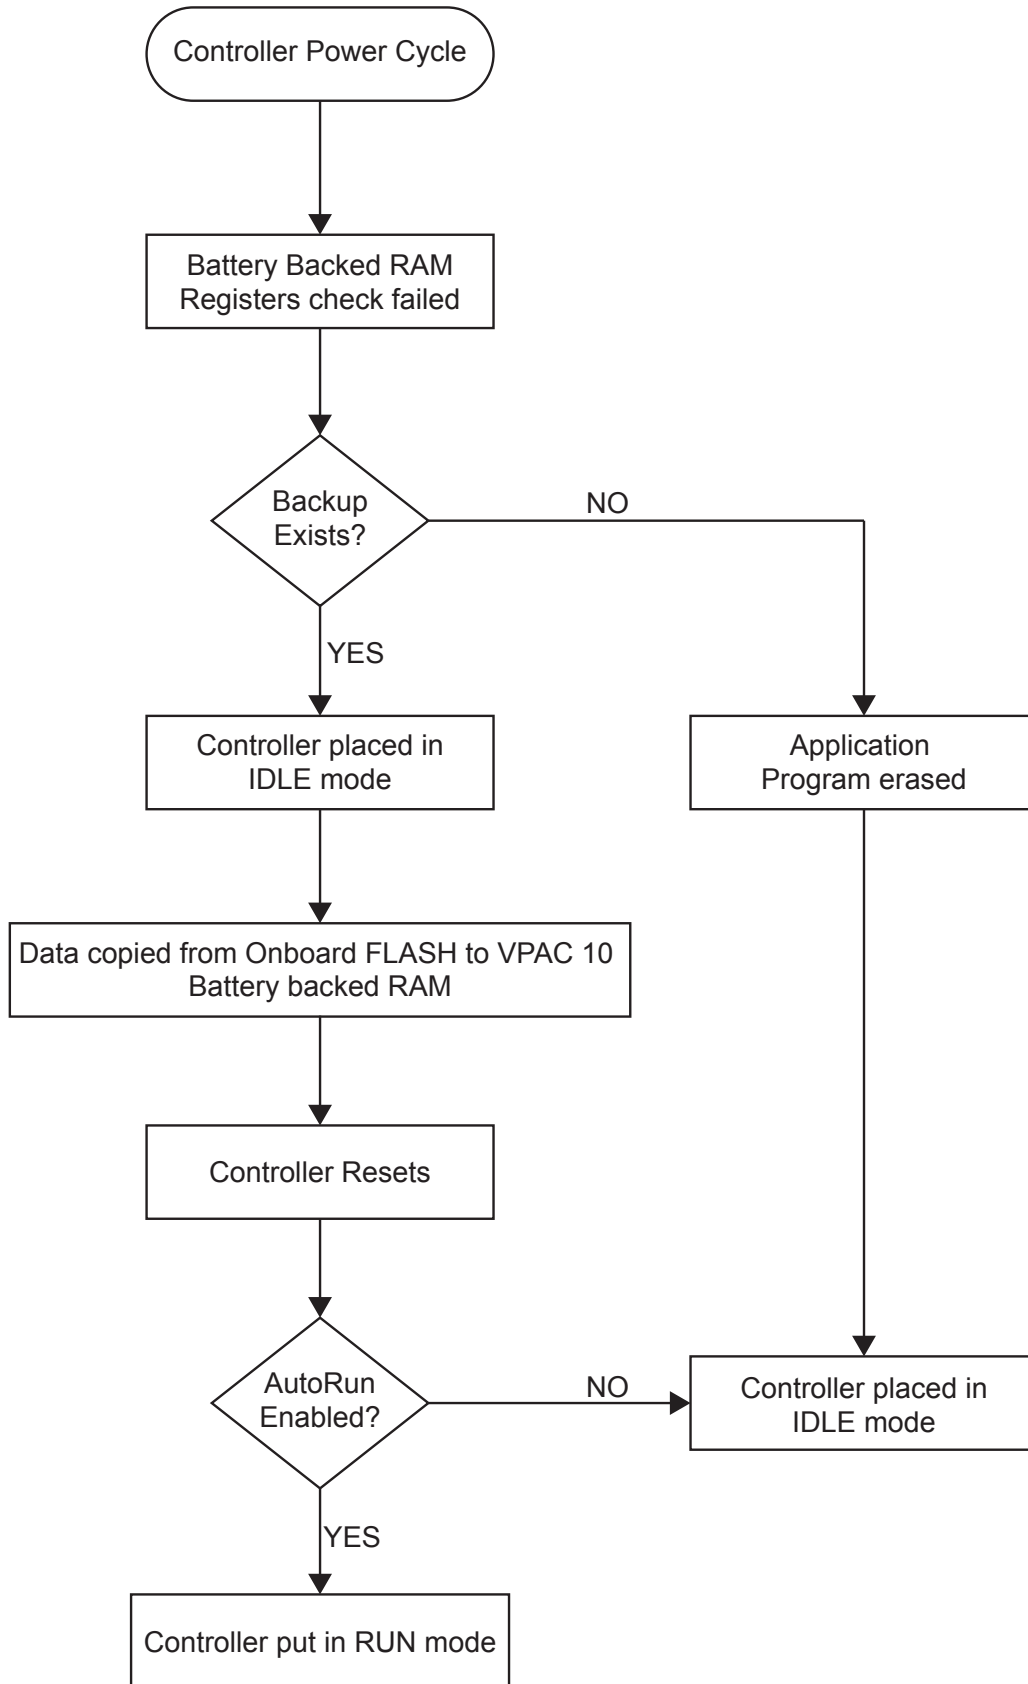 Controller Power Cycle
Battery Backed RAM
Registers check failed
Backup
Exists?
NO
YES
Controller placed in
IDLE mode
Application
Program erased
Data copied from Onboard FLASH to VPAC 10
Battery backed RAM
Controller Resets
AutoRun
Enabled?
NO
Controller placed in
IDLE mode
YES
Controller put in RUN mode